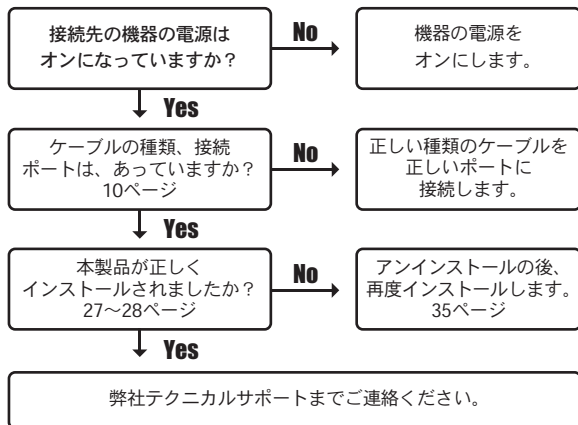 接続先の機器の電源は
オンになっていますか？
No
機器の電源を
オンにします。
Yes
ケーブルの種類、接続
ポートは、あっていますか？
10ページ
No
正しい種類のケーブルを
正しいポートに
接続します。
Yes
本製品が正しく
インストールされましたか？
27〜28ページ
No
アンインストールの後、
再度インストールします。
35ページ
Yes
弊社テクニカルサポートまでご連絡ください。